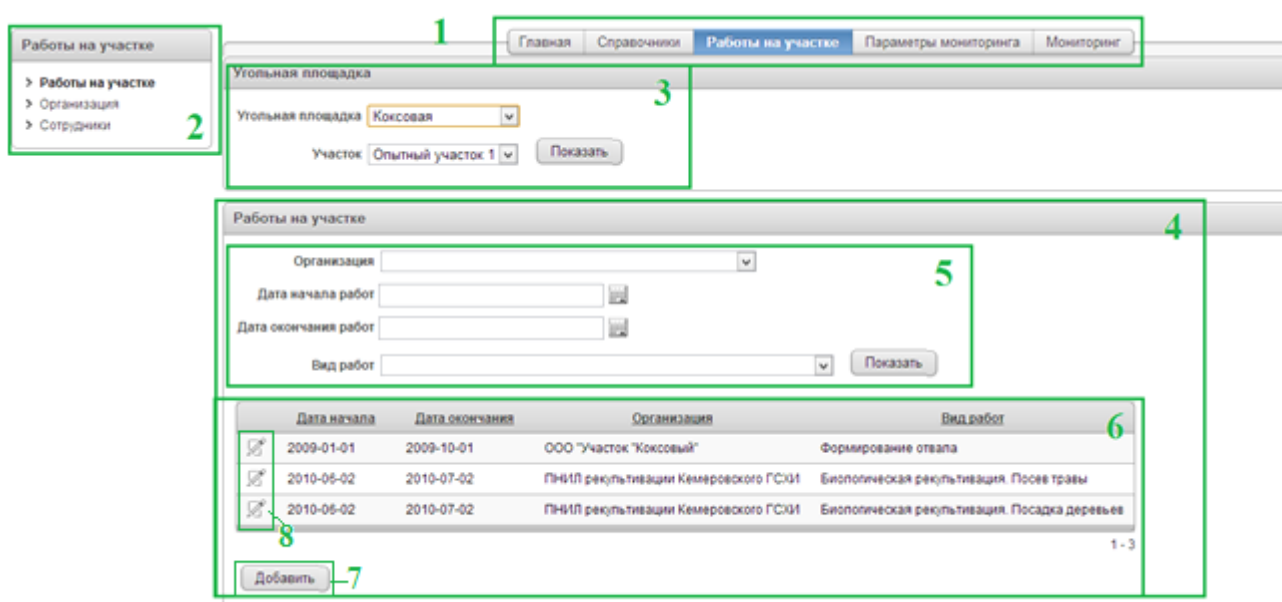 1
Главная Справочники Работы на участке Параметры мониторинга Мониторинг
Работы на участке
> Работы на участке
> Организация
> Сотрудники
2
Угольная площадка
3
Угольная площадка Коксовая
Участок Опытный участок 1 Показать
Работы на участке
4
Организация
5
Дата начала работ
Дата окончания работ
Вид работ Показать
Дата начала Дата окончания Организация Вид работ
6
2009-01-01 2009-10-01 ООО "Участок "Коксовый" Формирование отвала
2010-06-02 2010-07-02 ПНИЛ рекультивации Кемеровского ГСХИ Биологическая рекультивация. Посев травы
2010-06-02 2010-07-02 ПНИЛ рекультивации Кемеровского ГСХИ Биологическая рекультивация. Посадка деревьев
8
1 - 3
Добавить 7